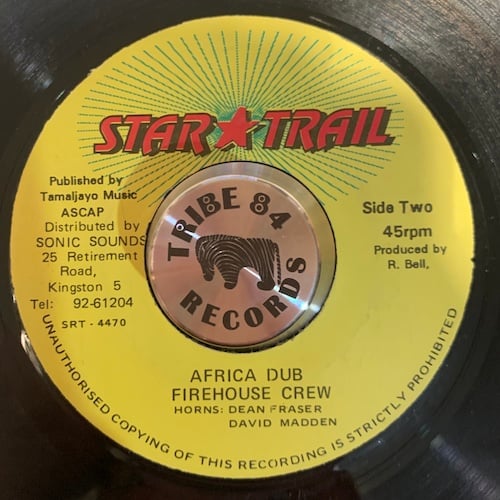 STAR TRAIL
Published by
Tamaljayo Music
ASCAP
Distributed by
SONIC SOUNDS
25 Retirement
Road,
Kingston 5
Tel: 92-61204
SRT - 4470
Side Two
45rpm
Produced by
R. Bell,
TRIBE 84
RECORDS
AFRICA DUB
FIREHOUSE CREW
HORNS: DEAN FRASER
DAVID MADDEN
UNAUTHORISED COPYING OF THIS RECORDING IS STRICTLY PROHIBITED